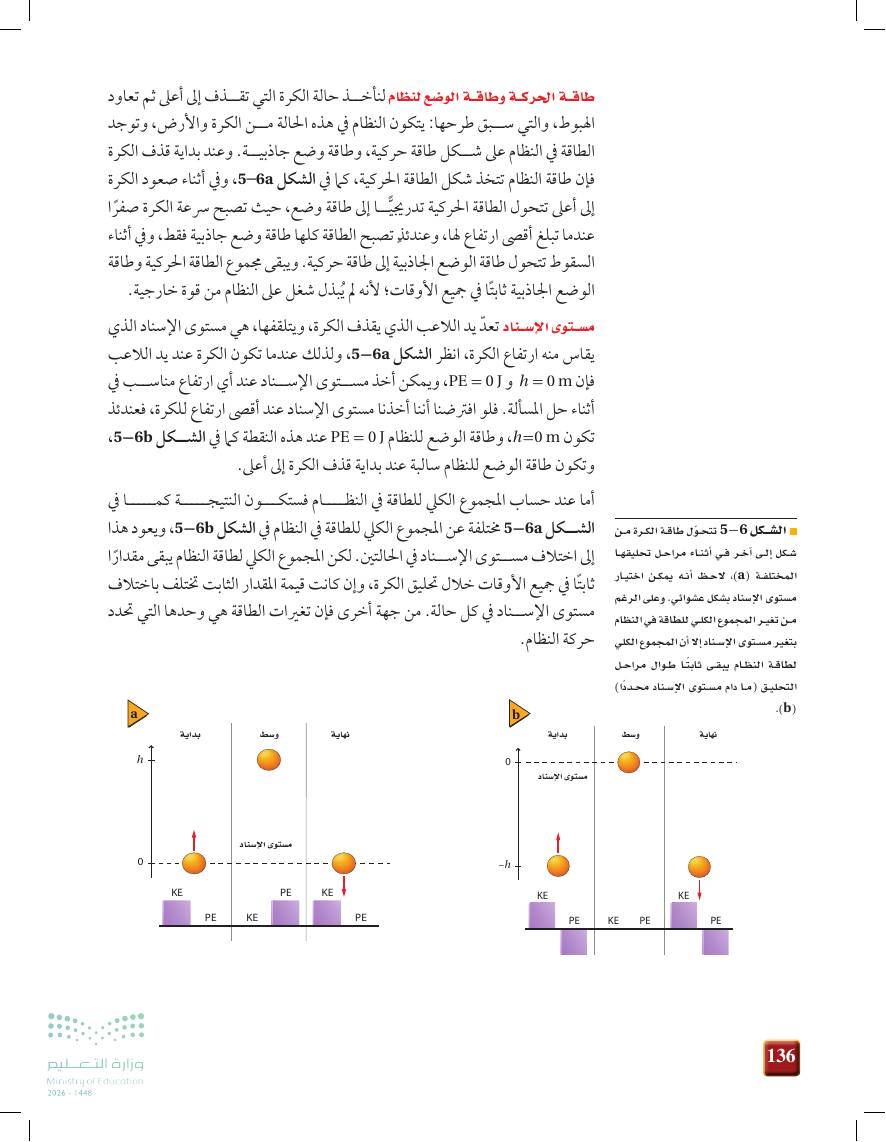 طاقة الحركة وطاقة الوضع لنظام لنأخذ حالة الكرة التي تقذف إلى أعلى ثم تعاود
الهبوط، والتي سبق طرحها: يتكون النظام في هذه الحالة من الكرة والأرض، وتوجد
الطاقة في النظام على شكل طاقة حركية، وطاقة وضع جاذبية. وعند بداية قذف الكرة
فإن طاقة النظام تتخذ شكل الطاقة الحركية، كما في الشكل 6a–5، وفي أثناء صعود الكرة
إلى أعلى تتحول الطاقة الحركية تدريجيًّا إلى طاقة وضع، حيث تصبح سرعة الكرة صفرًا
عندما تبلغ أقصى ارتفاع لها، وعندئذٍ تصبح الطاقة كلها طاقة وضع جاذبية فقط، وفي أثناء
السقوط تتحول طاقة الوضع الجاذبية إلى طاقة حركية. ويبقى مجموع الطاقة الحركية وطاقة
الوضع الجاذبية ثابتًا في جميع الأوقات؛ لأنه لم يُبذل شغل على النظام من قوة خارجية.
مستوى الإسناد تعدّ يد اللاعب الذي يقذف الكرة، ويتلقفها، هي مستوى الإسناد الذي
يقاس منه ارتفاع الكرة، انظر الشكل 6a–5، ولذلك عندما تكون الكرة عند يد اللاعب
فإن h = 0 m و PE = 0 J، ويمكن أخذ مستوى الإسناد عند أي ارتفاع مناسب في
أثناء حل المسألة. فلو افترضنا أننا أخذنا مستوى الإسناد عند أقصى ارتفاع للكرة، فعندئذ
تكون h=0 m، وطاقة الوضع للنظام PE = 0 J عند هذه النقطة كما في الشكل 6b–5،
وتكون طاقة الوضع للنظام سالبة عند بداية قذف الكرة إلى أعلى.
أما عند حساب المجموع الكلي للطاقة في النظام فستكون النتيجة كما في
الشكل 6a–5 مختلفة عن المجموع الكلي للطاقة في النظام في الشكل 6b–5، ويعود هذا
إلى اختلاف مستوى الإسناد في الحالتين. لكن المجموع الكلي لطاقة النظام يبقى مقدارًا
ثابتًا في جميع الأوقات خلال تحليق الكرة، وإن كانت قيمة المقدار الثابت تختلف باختلاف
مستوى الإسناد في كل حالة. من جهة أخرى فإن تغيرات الطاقة هي وحدها التي تحدد
حركة النظام.
الشكل 6–5 تتحوّل طاقة الكرة من
شكل إلى آخر في أثناء مراحل تحليقها
المختلفة (a)، لاحظ أنه يمكن اختيار
مستوى الإسناد بشكل عشوائي. وعلى الرغم
من تغير المجموع الكلي للطاقة في النظام
بتغير مستوى الإسناد إلا أن المجموع الكلي
لطاقة النظام يبقى ثابتًا طوال مراحل
التحليق (ما دام مستوى الإسناد محددًا)
(b).
a
بداية وسط نهاية
h
مستوى الإسناد
0
KE PE KE
PE KE PE
b
بداية وسط نهاية
0
مستوى الإسناد
–h
KE KE
PE KE PE PE
وزارة التعليم
Ministry of Education
2026 - 1448
136